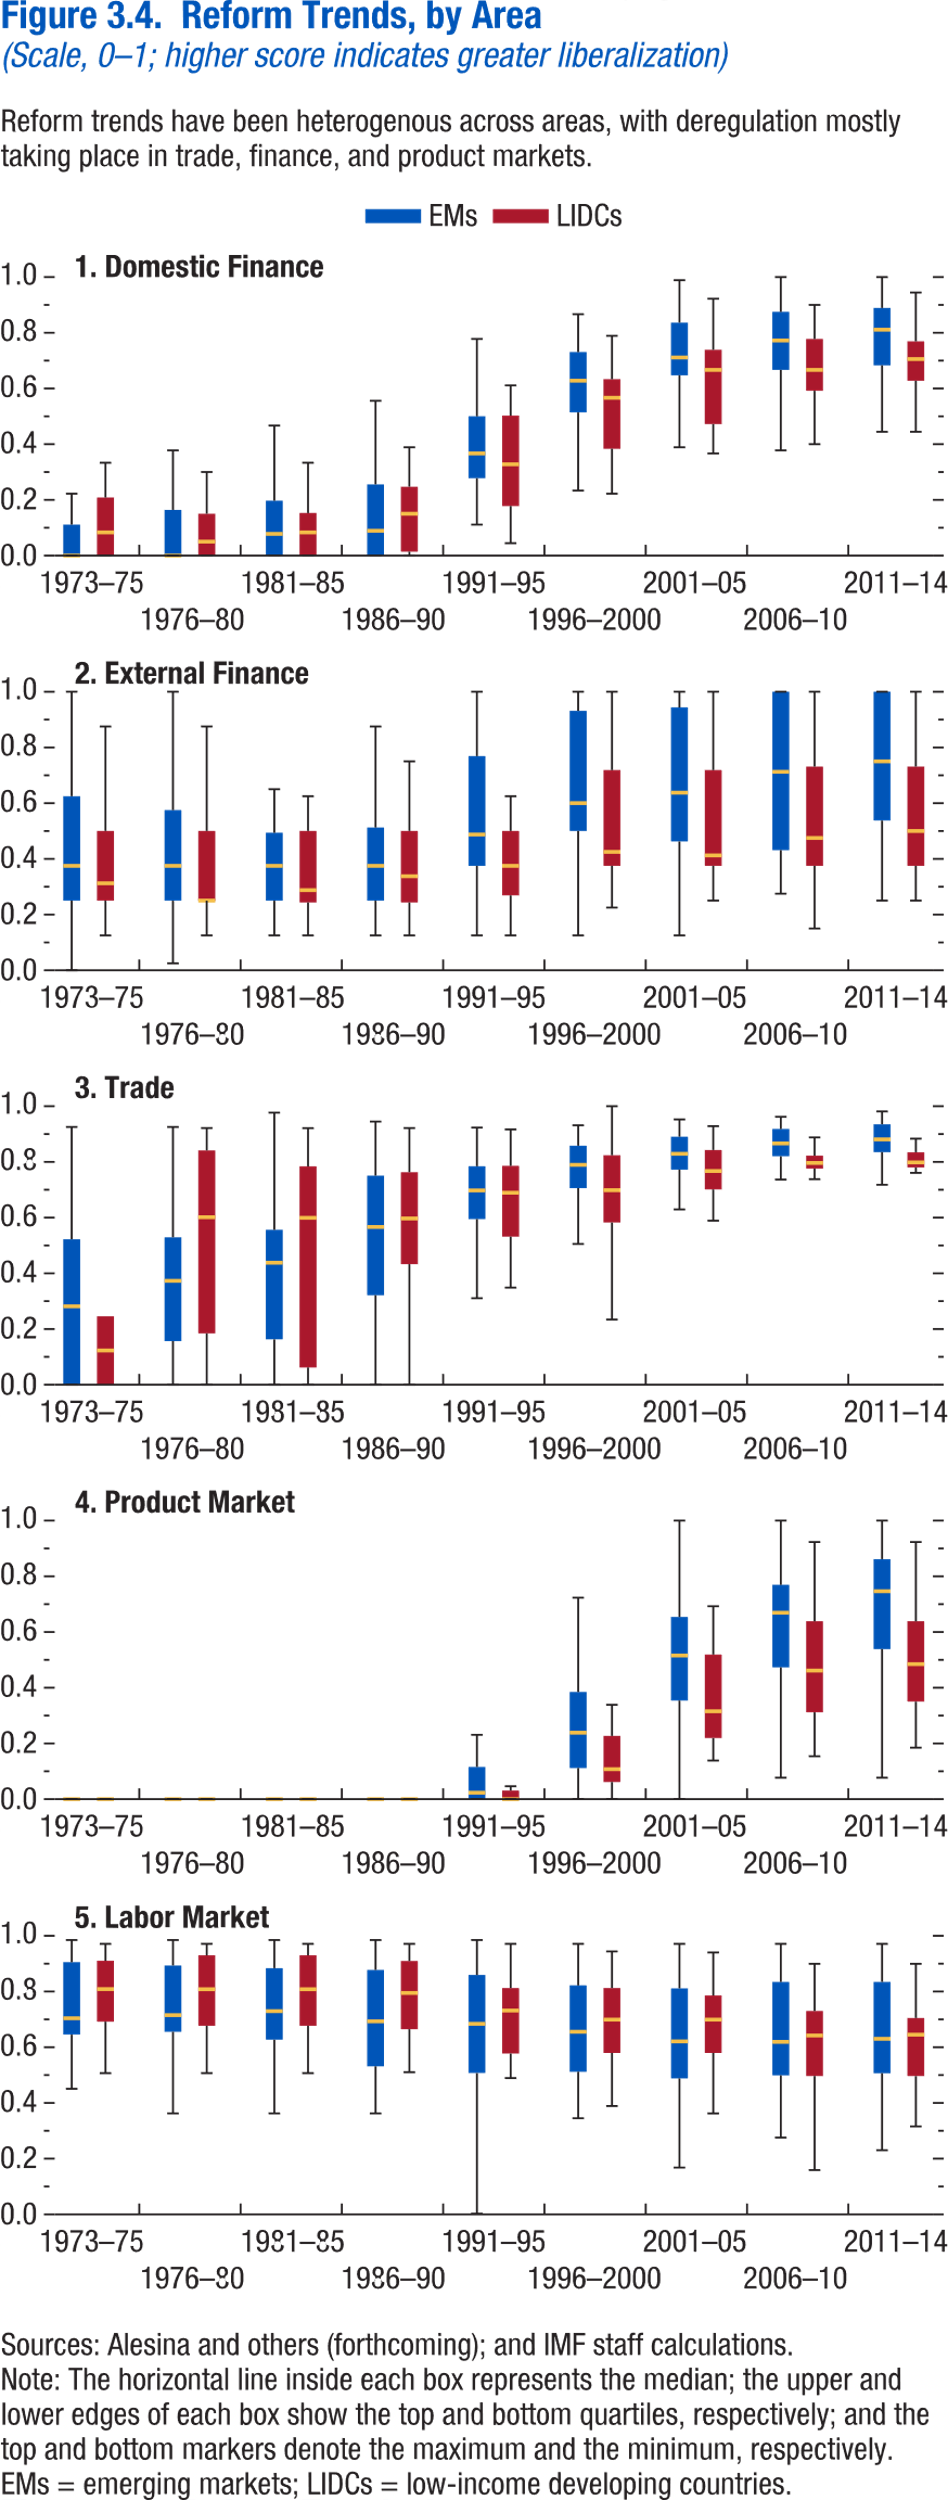 Figure 3.4. Reform Trends, by Area
(Scale, 0–1; higher score indicates greater liberalization)
Reform trends have been heterogenous across areas, with deregulation mostly
taking place in trade, finance, and product markets.
EMs LIDCs
1. Domestic Finance
1.0
0.8
0.6
0.4
0.2
0.0
1973–75 1981–85 1991–95 2001–05 2011–14
1976–80 1986–90 1996–2000 2006–10
2. External Finance
1.0
0.8
0.6
0.4
0.2
0.0
1973–75 1981–85 1991–95 2001–05 2011–14
1976–80 1986–90 1996–2000 2006–10
3. Trade
1.0
0.8
0.6
0.4
0.2
0.0
1973–75 1981–85 1991–95 2001–05 2011–14
1976–80 1986–90 1996–2000 2006–10
4. Product Market
1.0
0.8
0.6
0.4
0.2
0.0
1973–75 1981–85 1991–95 2001–05 2011–14
1976–80 1986–90 1996–2000 2006–10
5. Labor Market
1.0
0.8
0.6
0.4
0.2
0.0
1973–75 1981–85 1991–95 2001–05 2011–14
1976–80 1986–90 1996–2000 2006–10
Sources: Alesina and others (forthcoming); and IMF staff calculations.
Note: The horizontal line inside each box represents the median; the upper and
lower edges of each box show the top and bottom quartiles, respectively; and the
top and bottom markers denote the maximum and the minimum, respectively.
EMs = emerging markets; LIDCs = low-income developing countries.